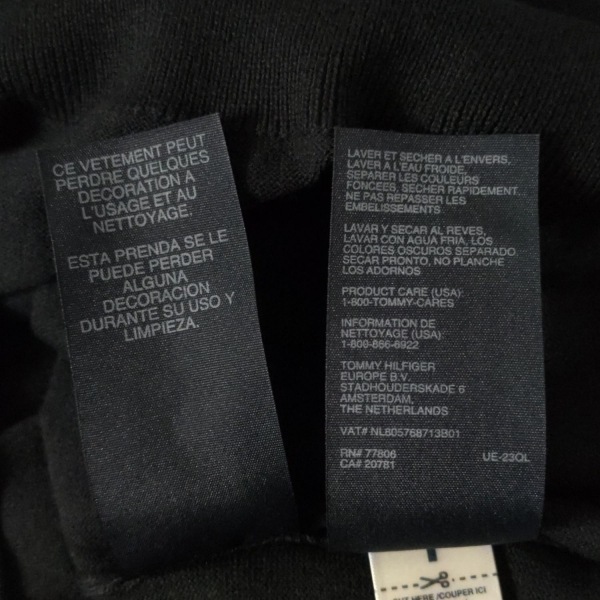 CE VETEMENT PEUT
PERDRE QUELQUES
DECORATION A
L'USAGE ET AU
NETTOYAGE.
ESTA PRENDA SE LE
PUEDE PERDER
ALGUNA
DECORACION
DURANTE SU USO Y
LIMPIEZA.
LAVER ET SECHER A L'ENVERS,
LAVER A L'EAU FROIDE,
SEPARER LES COULEURS
FONCEES, SECHER RAPIDEMENT.
NE PAS REPASSER LES
EMBELISSEMENTS
LAVAR Y SECAR AL REVES,
LAVAR CON AGUA FRIA, LOS
COLORES OSCUROS SEPARADO.
SECAR PRONTO, NO PLANCHE
LOS ADORNOS
PRODUCT CARE (USA):
1-800-TOMMY-CARES
INFORMATION DE
NETTOYAGE (USA):
1-800-866-6922
TOMMY HILFIGER
EUROPE B.V.
STADHOUDERSKADE 6
AMSTERDAM,
THE NETHERLANDS
VAT# NL805768713B01
RN# 77806 UE-23OL
CA# 20781
HERE /COUPER ICI